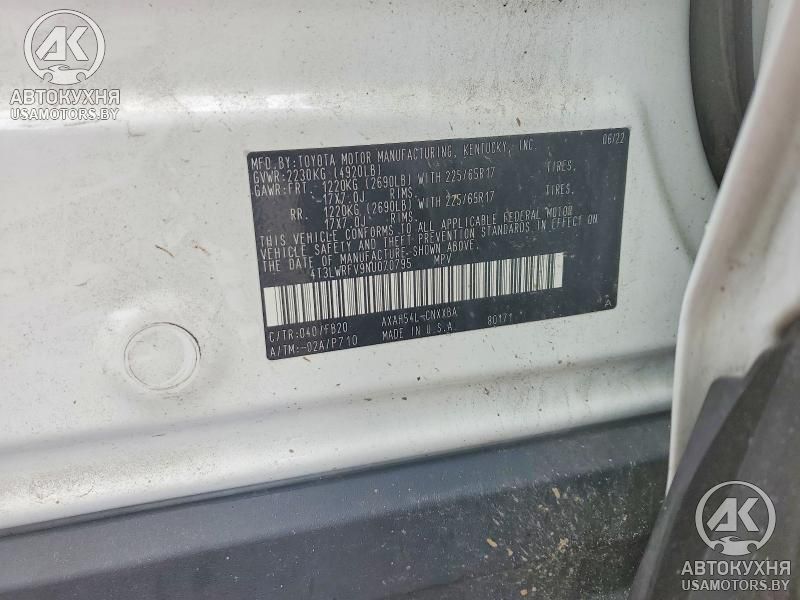 AK
АВТОКУХНЯ
USAMOTORS.BY
MFD.BY:TOYOTA MOTOR MANUFACTURING, KENTUCKY, INC. 06/22
GVWR:2230KG (4920LB)
GAWR:FRT. 1220KG (2690LB) WITH 225/65R17 TIRES,
17X7.0J RIMS.
RR. 1220KG (2690LB) WITH 225/65R17 TIRES,
17X7.0J RIMS.
THIS VEHICLE CONFORMS TO ALL APPLICABLE FEDERAL MOTOR
VEHICLE SAFETY AND THEFT PREVENTION STANDARDS IN EFFECT ON
THE DATE OF MANUFACTURE SHOWN ABOVE.
4T3LWRFV9NU070795 MPV
C/TR:040/FB20 AXAH54L-CNXXBA 80171 A
A/TM:-02A/P710 MADE IN U.S.A.
AK
АВТОКУХНЯ
USAMOTORS.BY